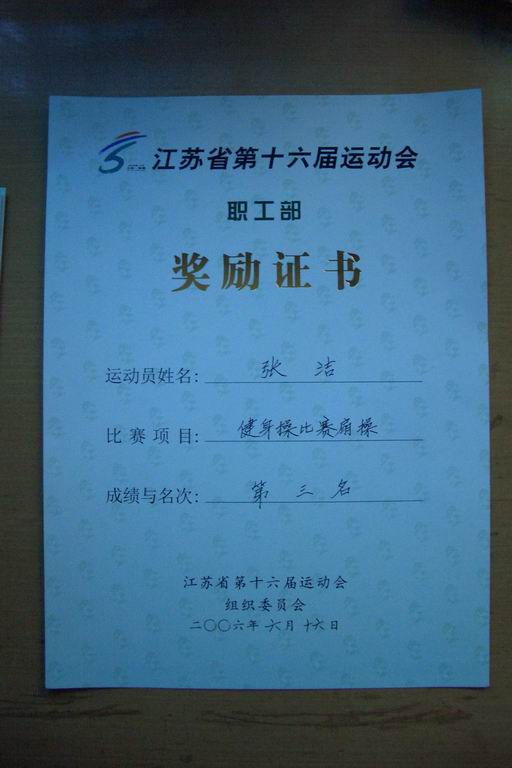 江苏省第十六届运动会
职工部
奖励证书
运动员姓名: 张洁
比赛项目: 健身操比赛扇操
成绩与名次: 第三名
江苏省第十六届运动会
组织委员会
二〇〇六年六月十六日